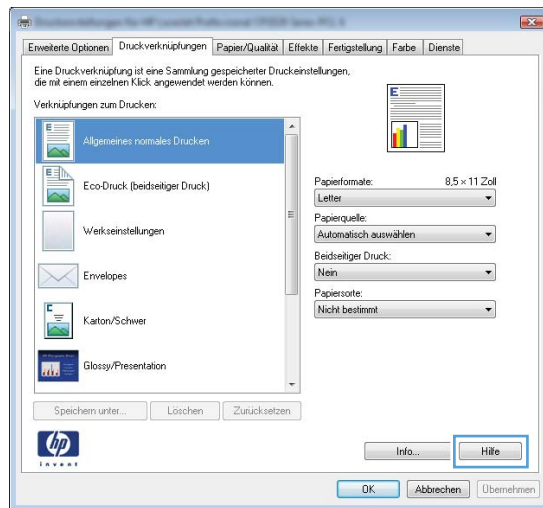 Erweiterte Optionen Druckverknüpfungen Papier/Qualität Effekte Fertigstellung Farbe Dienste
Eine Druckverknüpfung ist eine Sammlung gespeicherter Druckeinstellungen,
die mit einem einzelnen Klick angewendet werden können.
Verknüpfungen zum Drucken:
Allgemeines normales Drucken
Eco-Druck (beidseitiger Druck)
Werkseinstellungen
Envelopes
Karton/Schwer
Glossy/Presentation
E
Papierformate: 8,5 × 11 Zoll
Letter
Papierquelle:
Automatisch auswählen
Beidseitiger Druck:
Nein
Papiersorte:
Nicht bestimmt
Speichern unter... Löschen Zurücksetzen
hp
invent
Info... Hilfe
OK Abbrechen Übernehmen